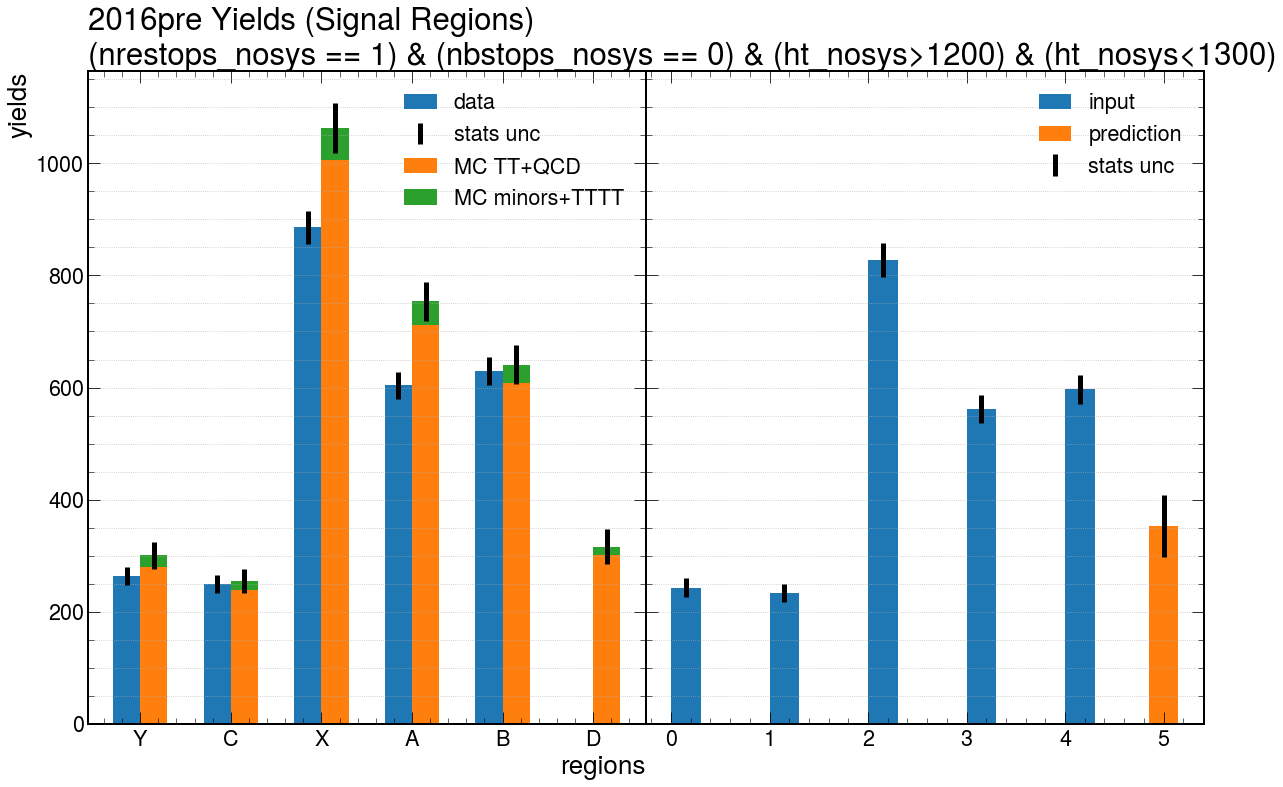 2016pre Yields (Signal Regions)
(nrestops_nosys == 1) & (nbstops_nosys == 0) & (ht_nosys>1200) & (ht_nosys<1300)
yields
1000
800
600
400
200
0
data
stats unc
MC TT+QCD
MC minors+TTTT
input
prediction
stats unc
Y C X A B D
0 1 2 3 4 5
regions